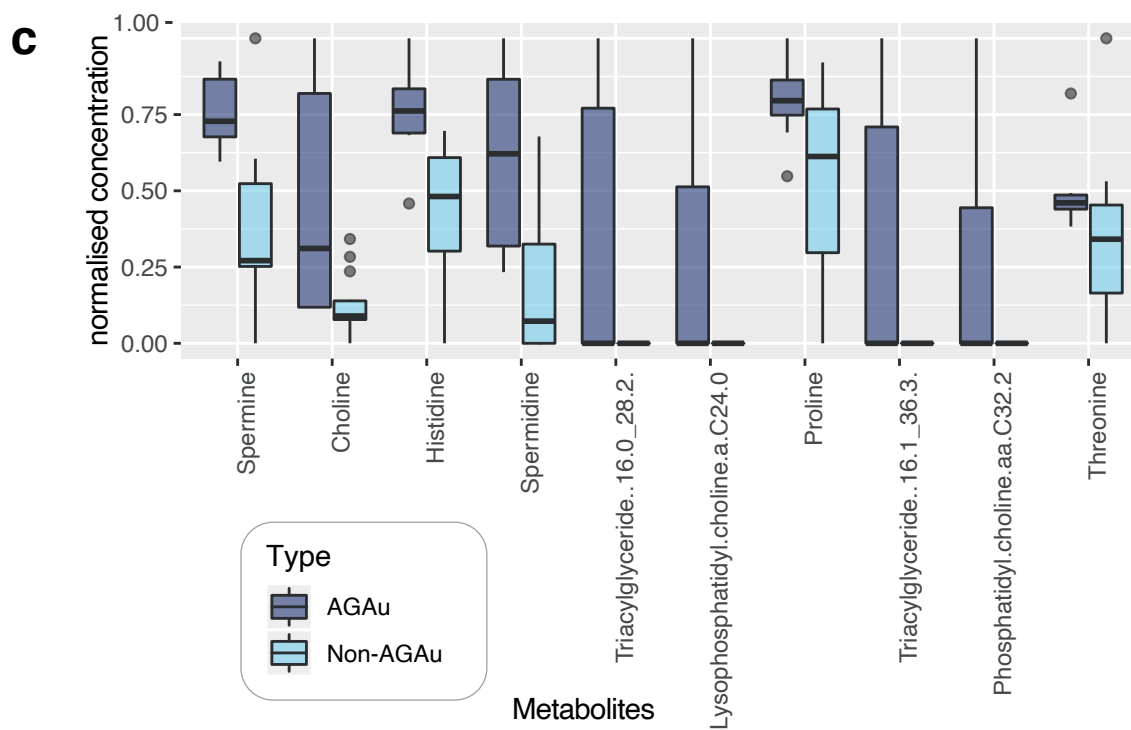 c
normalised concentration
1.00
0.75
0.50
0.25
0.00
Spermine
Choline
Histidine
Spermidine
Triacylglyceride..16.0_28.2.
Lysophosphatidyl.choline.a.C24.0
Proline
Triacylglyceride..16.1_36.3.
Phosphatidyl.choline.aa.C32.2
Threonine
Type
AGAu
Non-AGAu
Metabolites